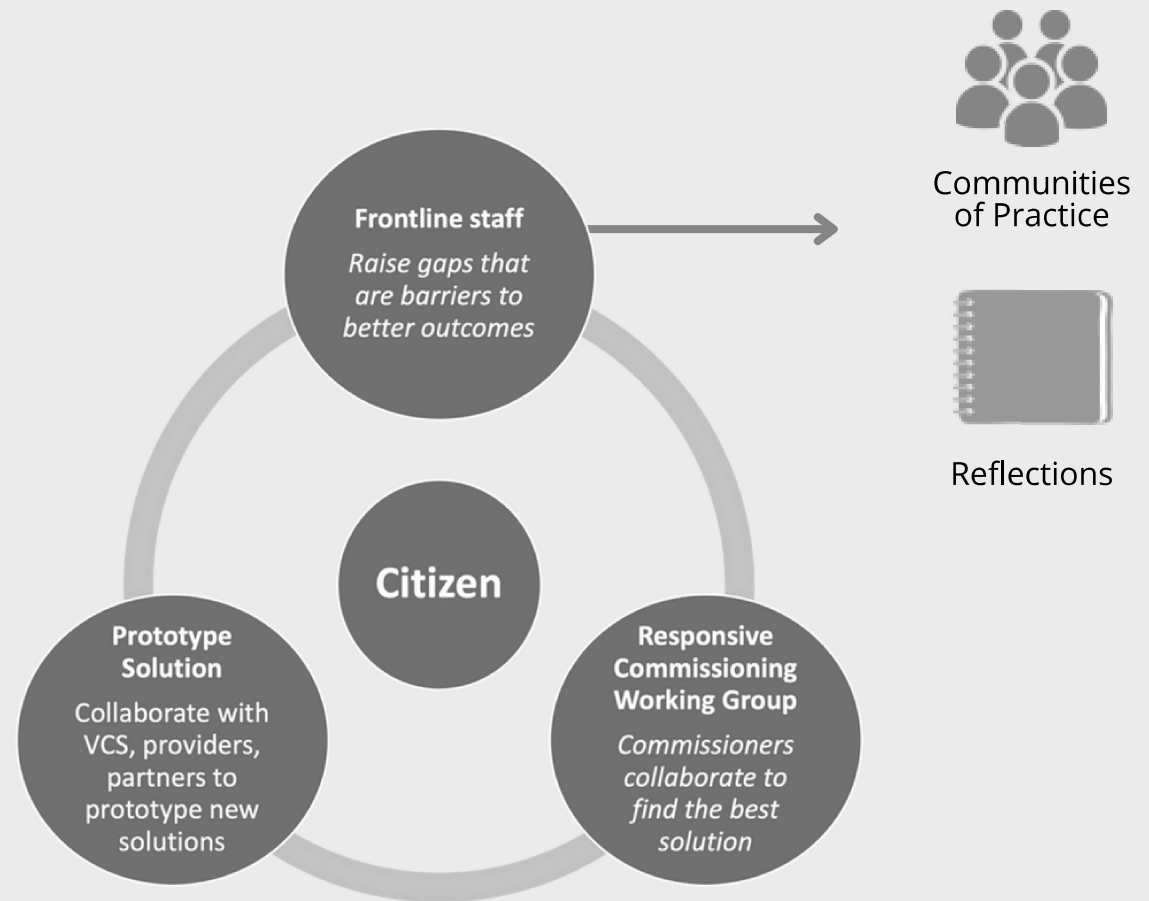 Communities
of Practice
Frontline staff
Raise gaps that
are barriers to
better outcomes
Reflections
Citizen
Prototype
Solution
Collaborate with
VCS, providers,
partners to
prototype new
solutions
Responsive
Commissioning
Working Group
Commissioners
collaborate to
find the best
solution